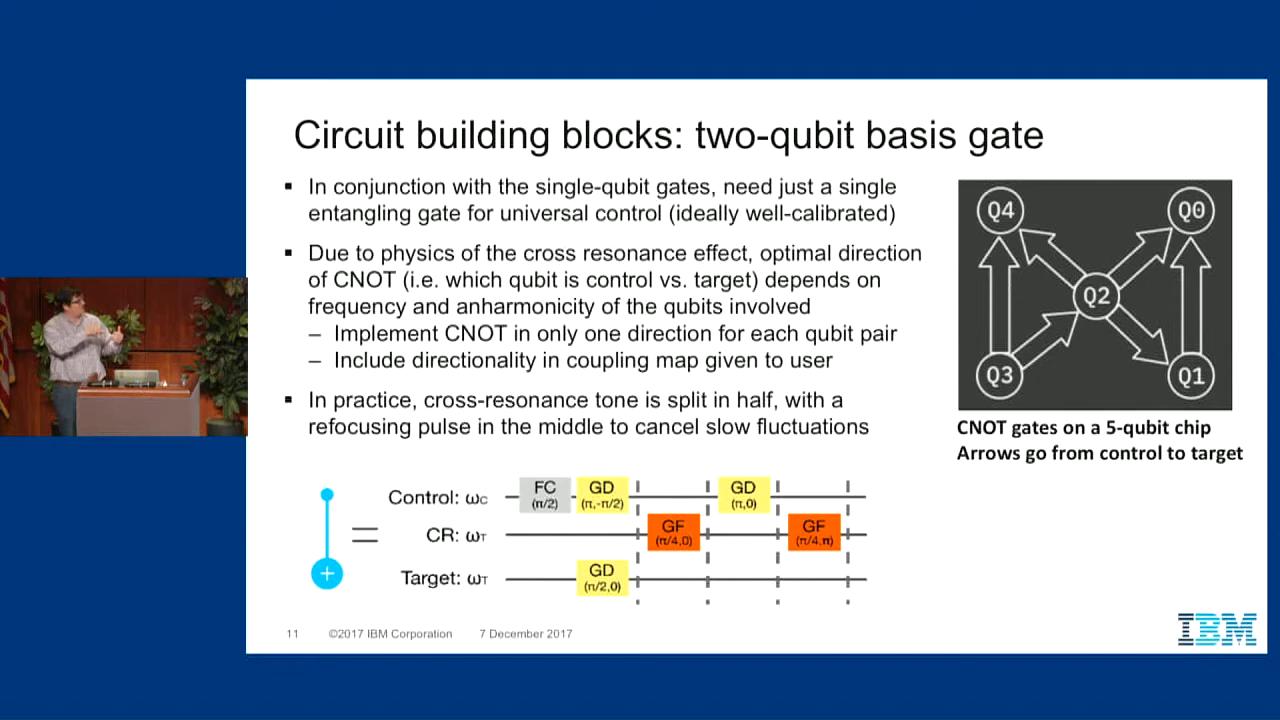 Circuit building blocks: two-qubit basis gate
▪ In conjunction with the single-qubit gates, need just a single
entangling gate for universal control (ideally well-calibrated)
▪ Due to physics of the cross resonance effect, optimal direction
of CNOT (i.e. which qubit is control vs. target) depends on
frequency and anharmonicity of the qubits involved
– Implement CNOT in only one direction for each qubit pair
– Include directionality in coupling map given to user
▪ In practice, cross-resonance tone is split in half, with a
refocusing pulse in the middle to cancel slow fluctuations
Q4
Q0
Q2
Q3
Q1
CNOT gates on a 5-qubit chip
Arrows go from control to target
Control: ωC
FC
(π/2)
GD
(π,-π/2)
GD
(π,0)
CR: ωT
GF
(π/4,0)
GF
(π/4,π)
Target: ωT
GD
(π/2,0)
11 ©2017 IBM Corporation 7 December 2017
IBM